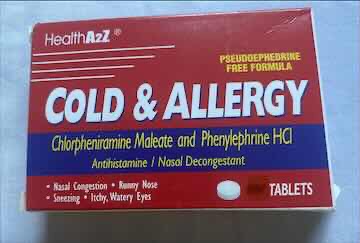 HealthA2Z®
PSEUDOEPHEDRINE
FREE FORMULA
COLD & ALLERGY
Chlorpheniramine Maleate and Phenylephrine HCl
Antihistamine / Nasal Decongestant
• Nasal Congestion • Runny Nose
• Sneezing • Itchy, Watery Eyes
TABLETS